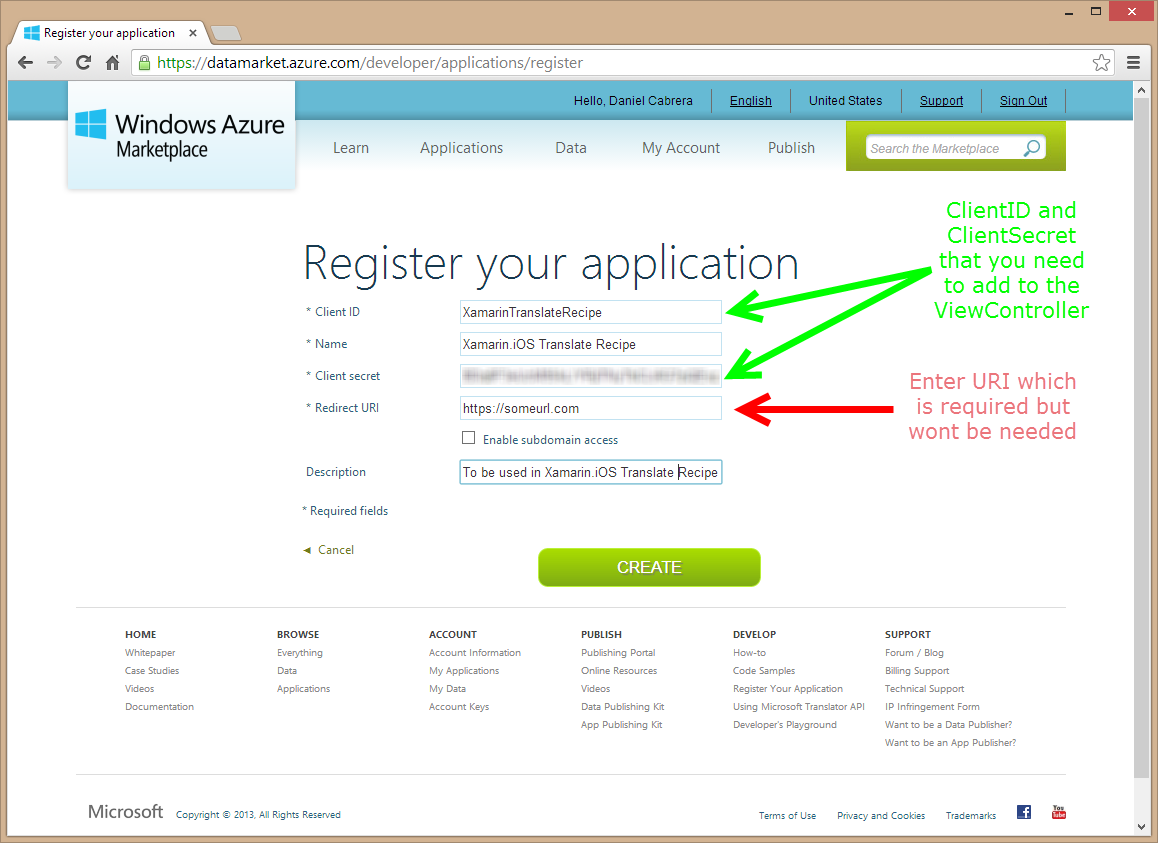 Register your application
https://datamarket.azure.com/developer/applications/register
Hello, Daniel Cabrera
English
United States
Support
Sign Out
Windows Azure
Marketplace
Learn
Applications
Data
My Account
Publish
Search the Marketplace
ClientID and
ClientSecret
that you need
to add to the
ViewController
Register your application
* Client ID
XamarinTranslateRecipe
* Name
Xamarin.iOS Translate Recipe
* Client secret
* Redirect URI
https://someurl.com
Enter URI which
is required but
wont be needed
Enable subdomain access
Description
To be used in Xamarin.iOS Translate Recipe
* Required fields
◄ Cancel
CREATE
HOME
Whitepaper
Case Studies
Videos
Documentation
BROWSE
Everything
Data
Applications
ACCOUNT
Account Information
My Applications
My Data
Account Keys
PUBLISH
Publishing Portal
Online Resources
Videos
Data Publishing Kit
App Publishing Kit
DEVELOP
How-to
Code Samples
Register Your Application
Using Microsoft Translator API
Developer's Playground
SUPPORT
Forum / Blog
Billing Support
Technical Support
IP Infringement Form
Want to be a Data Publisher?
Want to be an App Publisher?
Microsoft
Copyright © 2013, All Rights Reserved
Terms of Use
Privacy and Cookies
Trademarks
f
You Tube